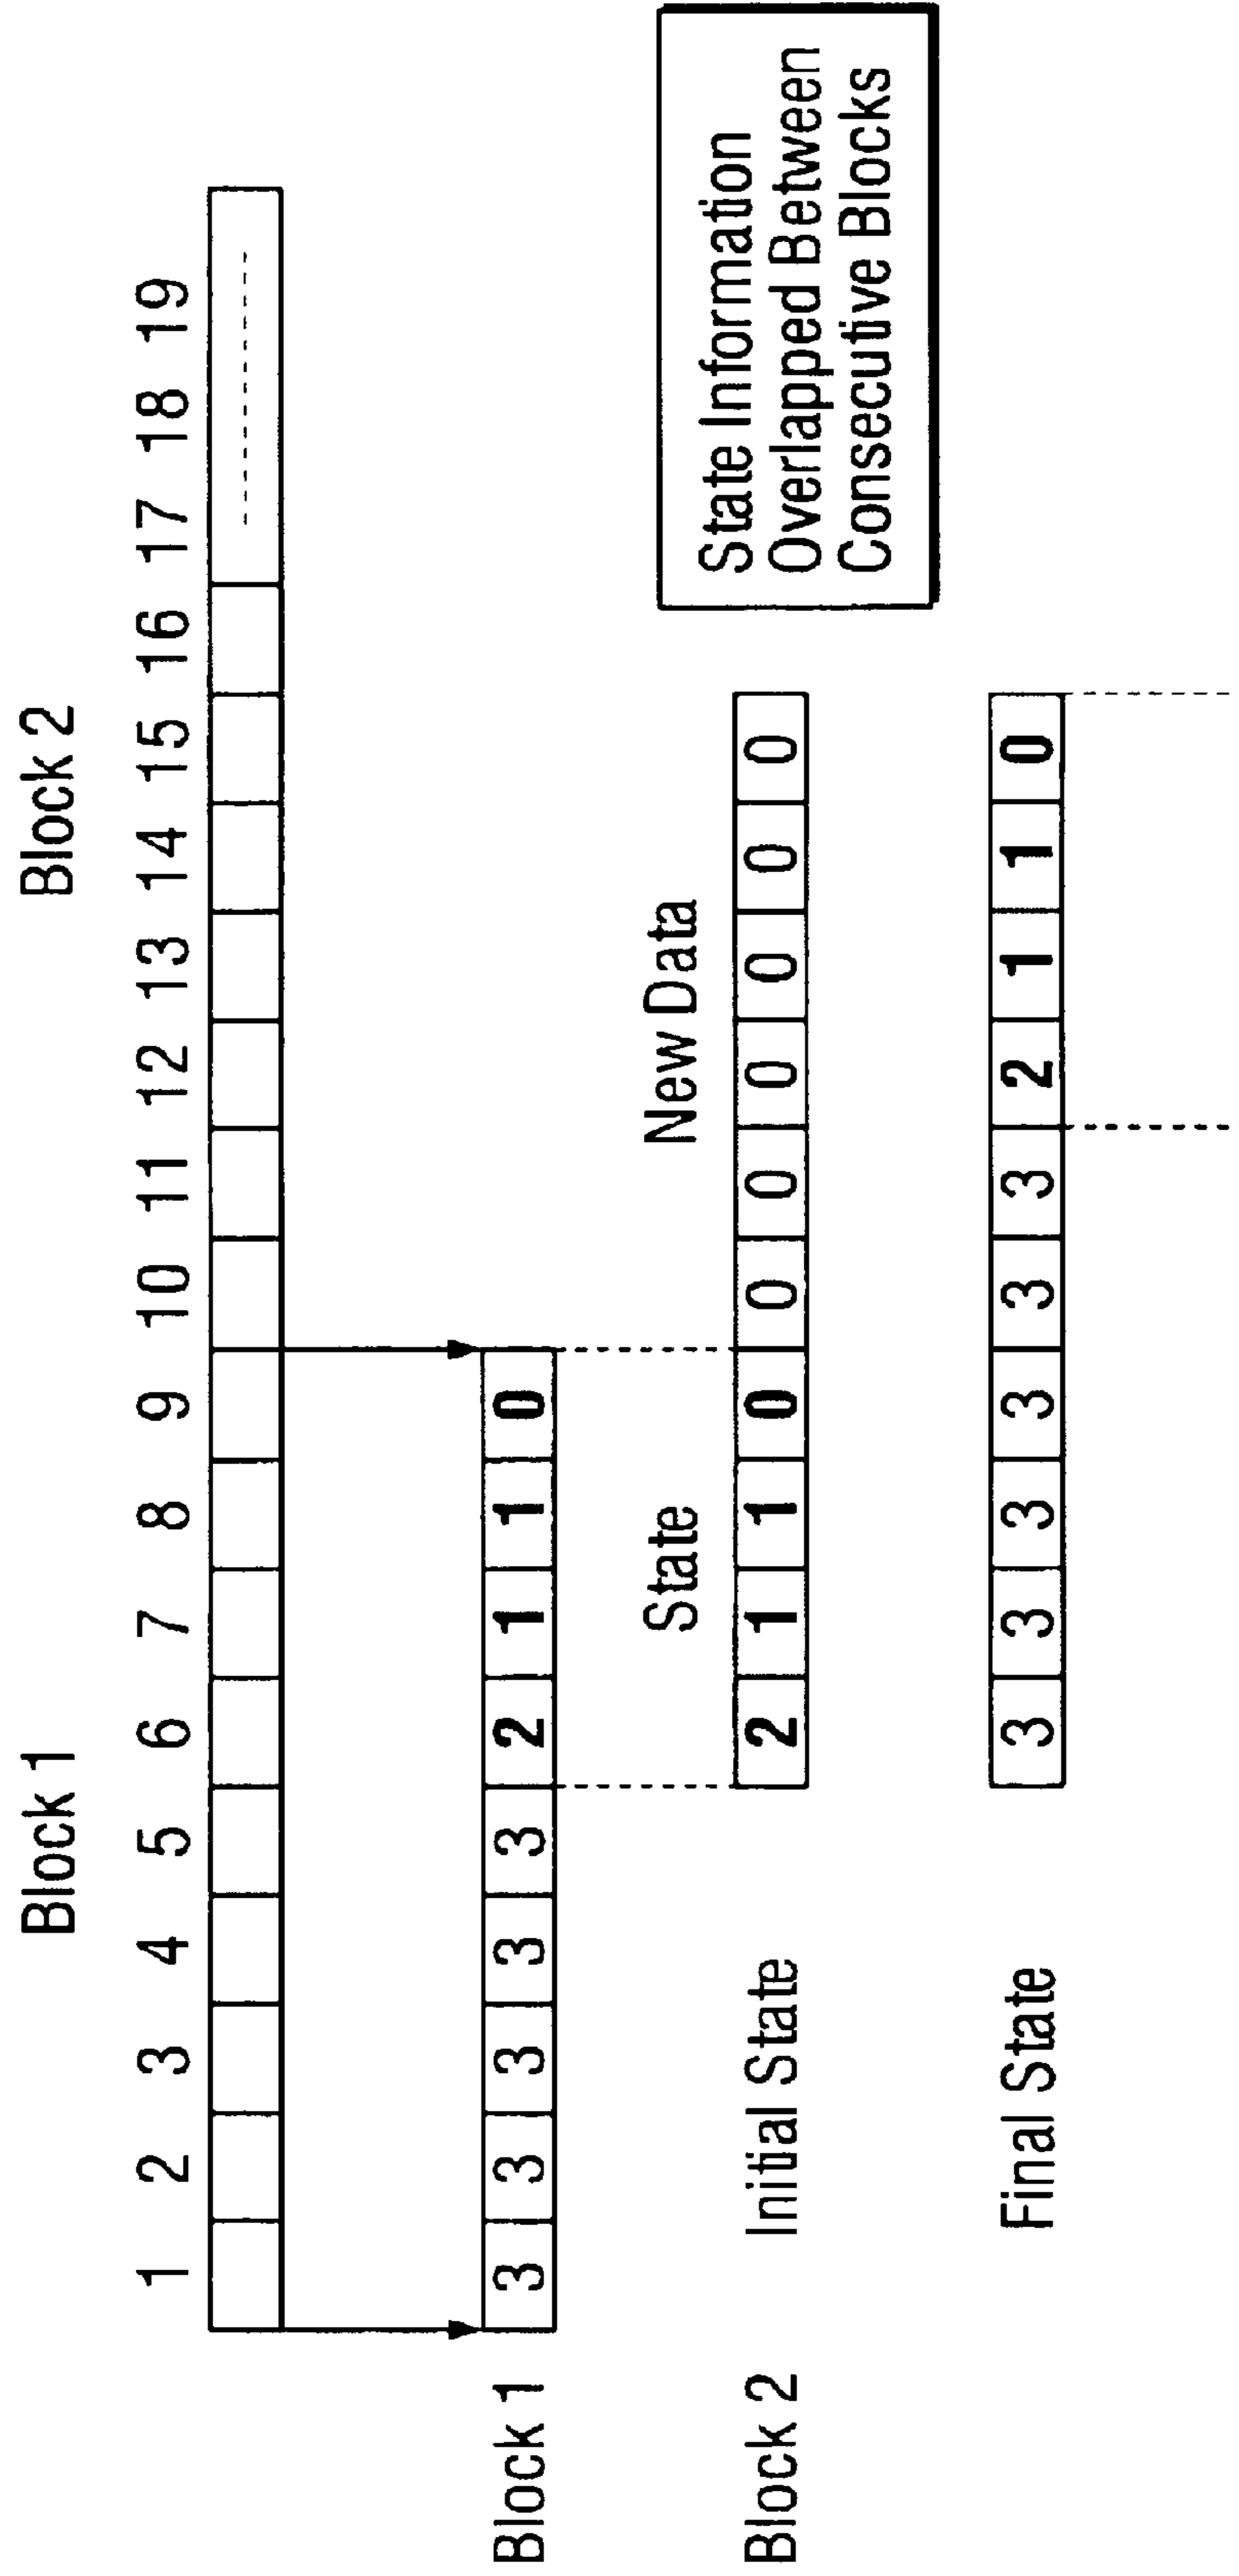 Block 1 Block 2
1 2 3 4 5 6 7 8 9 10 11 12 13 14 15 16 17 18 19
Block 1 3 3 3 3 3 2 1 1 0
State New Data
Block 2 Initial State 2 1 1 0 0 0 0 0 0 0
State Information
Overlapped Between
Consecutive Blocks
Final State 3 3 3 3 3 3 2 1 1 0